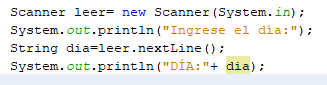 Scanner leer= new Scanner(System.in);
System.out.println("Ingrese el día:");
String dia=leer.nextLine();
System.out.println("DÍA:"+ dia);